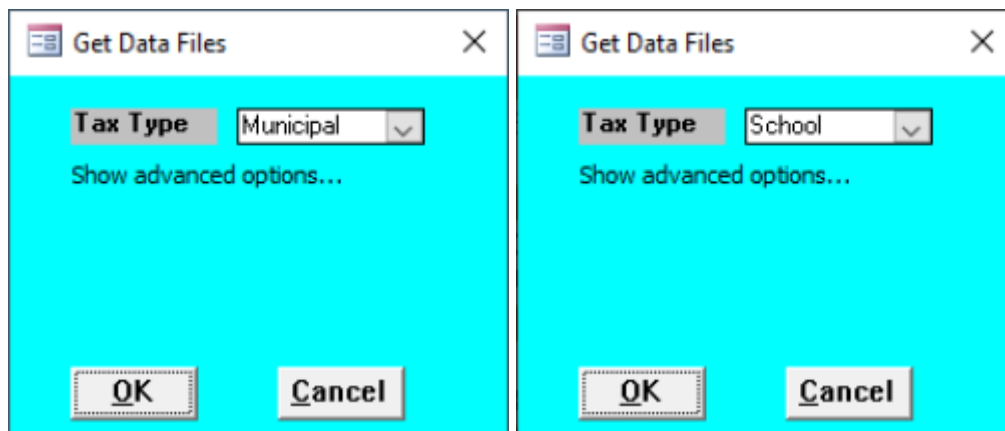 Get Data Files
Tax Type Municipal
Show advanced options...
OK Cancel
Get Data Files
Tax Type School
Show advanced options...
OK Cancel